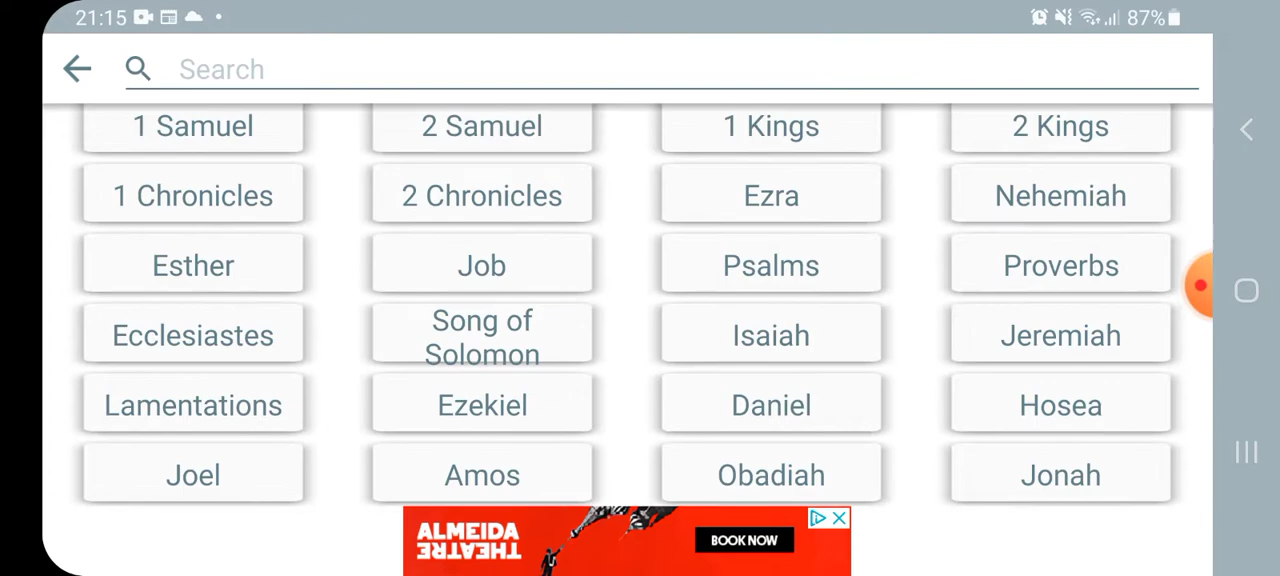 21:15
87%
Search
1 Samuel 2 Samuel 1 Kings 2 Kings
1 Chronicles 2 Chronicles Ezra Nehemiah
Esther Job Psalms Proverbs
Ecclesiastes Song of Solomon Isaiah Jeremiah
Lamentations Ezekiel Daniel Hosea
Joel Amos Obadiah Jonah
ALMEIDA
THEATRE
BOOK NOW